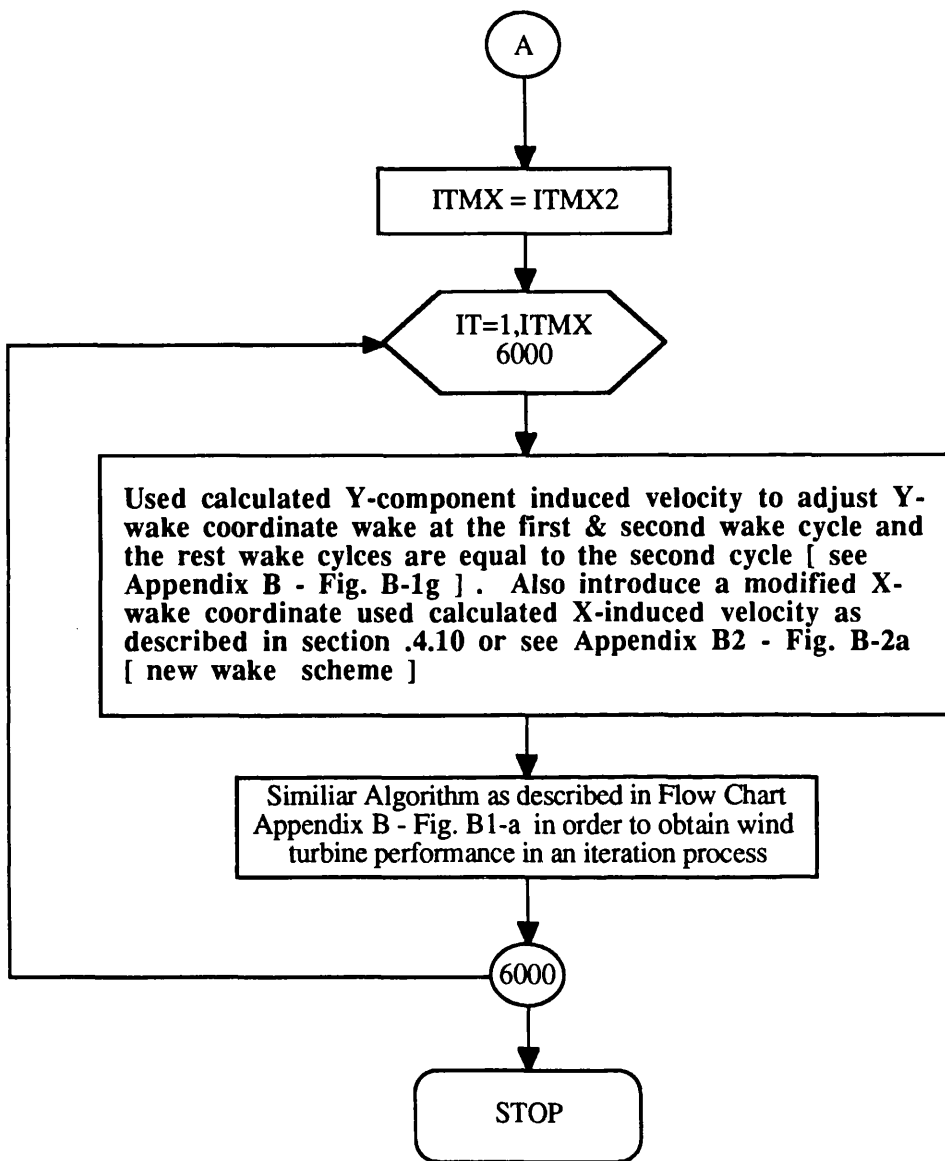 A
ITMX = ITMX2
IT=1,ITMX
6000
Used calculated Y-component induced velocity to adjust Y-
wake coordinate wake at the first & second wake cycle and
the rest wake cylces are equal to the second cycle [ see
Appendix B - Fig. B-1g ] . Also introduce a modified X-
wake coordinate used calculated X-induced velocity as
described in section .4.10 or see Appendix B2 - Fig. B-2a
[ new wake scheme ]
Similiar Algorithm as described in Flow Chart
Appendix B - Fig. B1-a in order to obtain wind
turbine performance in an iteration process
6000
STOP